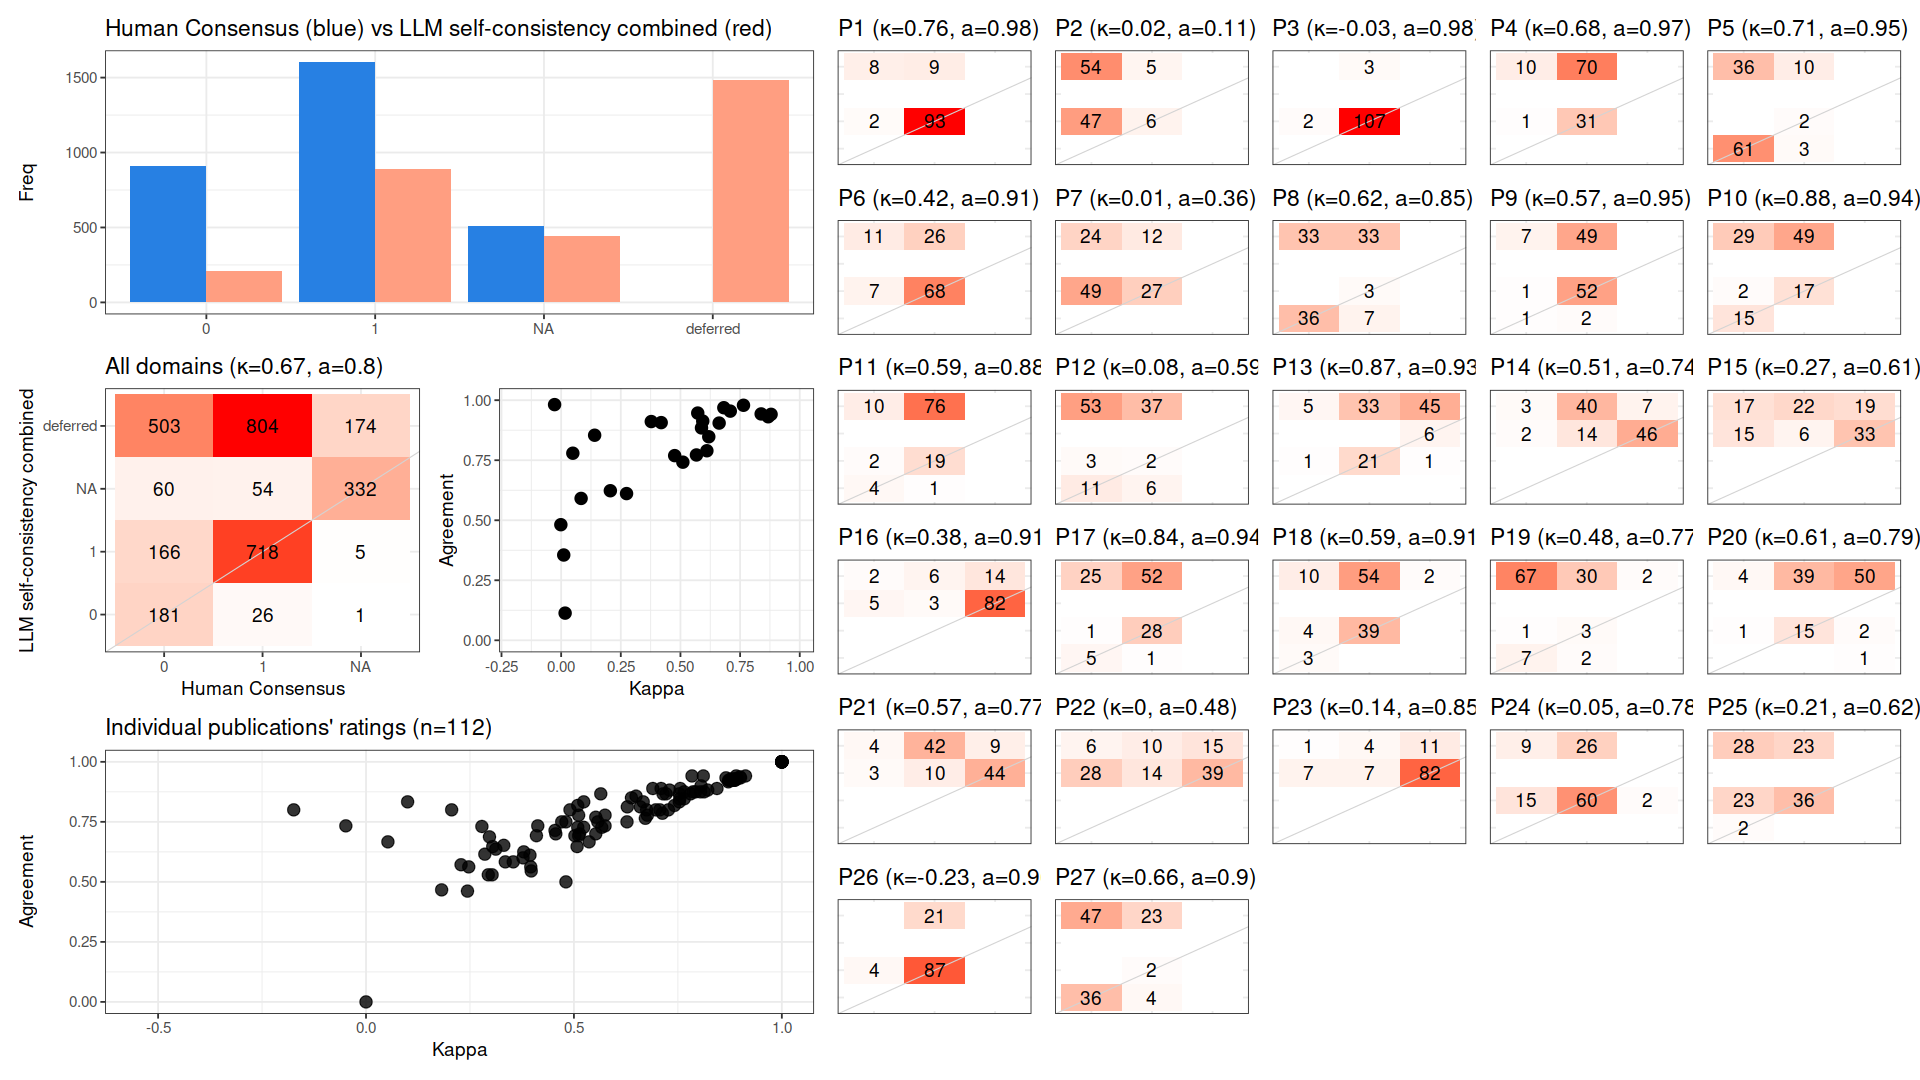 Human Consensus (blue) vs LLM self-consistency combined (red)
Freq
1500
1000
500
0
0 1 NA deferred
All domains (κ=0.67, a=0.8)
LLM self-consistency combined
deferred 503 804 174
NA 60 54 332
1 166 718 5
0 181 26 1
0 1 NA
Human Consensus
Agreement
1.00
0.75
0.50
0.25
0.00
-0.25 0.00 0.25 0.50 0.75 1.00
Kappa
Individual publications' ratings (n=112)
Agreement
1.00
0.75
0.50
0.25
0.00
-0.5 0.0 0.5 1.0
Kappa
P1 (κ=0.76, a=0.98)
8 9
2 93
P2 (κ=0.02, a=0.11)
54 5
47 6
P3 (κ=-0.03, a=0.98
3
2 107
P4 (κ=0.68, a=0.97)
10 70
1 31
P5 (κ=0.71, a=0.95)
36 10
2
61 3
P6 (κ=0.42, a=0.91)
11 26
7 68
P7 (κ=0.01, a=0.36)
24 12
49 27
P8 (κ=0.62, a=0.85)
33 33
3
36 7
P9 (κ=0.57, a=0.95)
7 49
1 52
1 2
P10 (κ=0.88, a=0.94)
29 49
2 17
15
P11 (κ=0.59, a=0.88
10 76
2 19
4 1
P12 (κ=0.08, a=0.59
53 37
3 2
11 6
P13 (κ=0.87, a=0.93
5 33 45
6
1 21 1
P14 (κ=0.51, a=0.74
3 40 7
2 14 46
P15 (κ=0.27, a=0.61)
17 22 19
15 6 33
P16 (κ=0.38, a=0.91
2 6 14
5 3 82
P17 (κ=0.84, a=0.94
25 52
1 28
5 1
P18 (κ=0.59, a=0.91
10 54 2
4 39
3
P19 (κ=0.48, a=0.77
67 30 2
1 3
7 2
P20 (κ=0.61, a=0.79)
4 39 50
1 15 2
1
P21 (κ=0.57, a=0.77
4 42 9
3 10 44
P22 (κ=0, a=0.48)
6 10 15
28 14 39
P23 (κ=0.14, a=0.85
1 4 11
7 7 82
P24 (κ=0.05, a=0.78
9 26
15 60 2
P25 (κ=0.21, a=0.62)
28 23
23 36
2
P26 (κ=-0.23, a=0.9
21
4 87
P27 (κ=0.66, a=0.9)
47 23
2
36 4